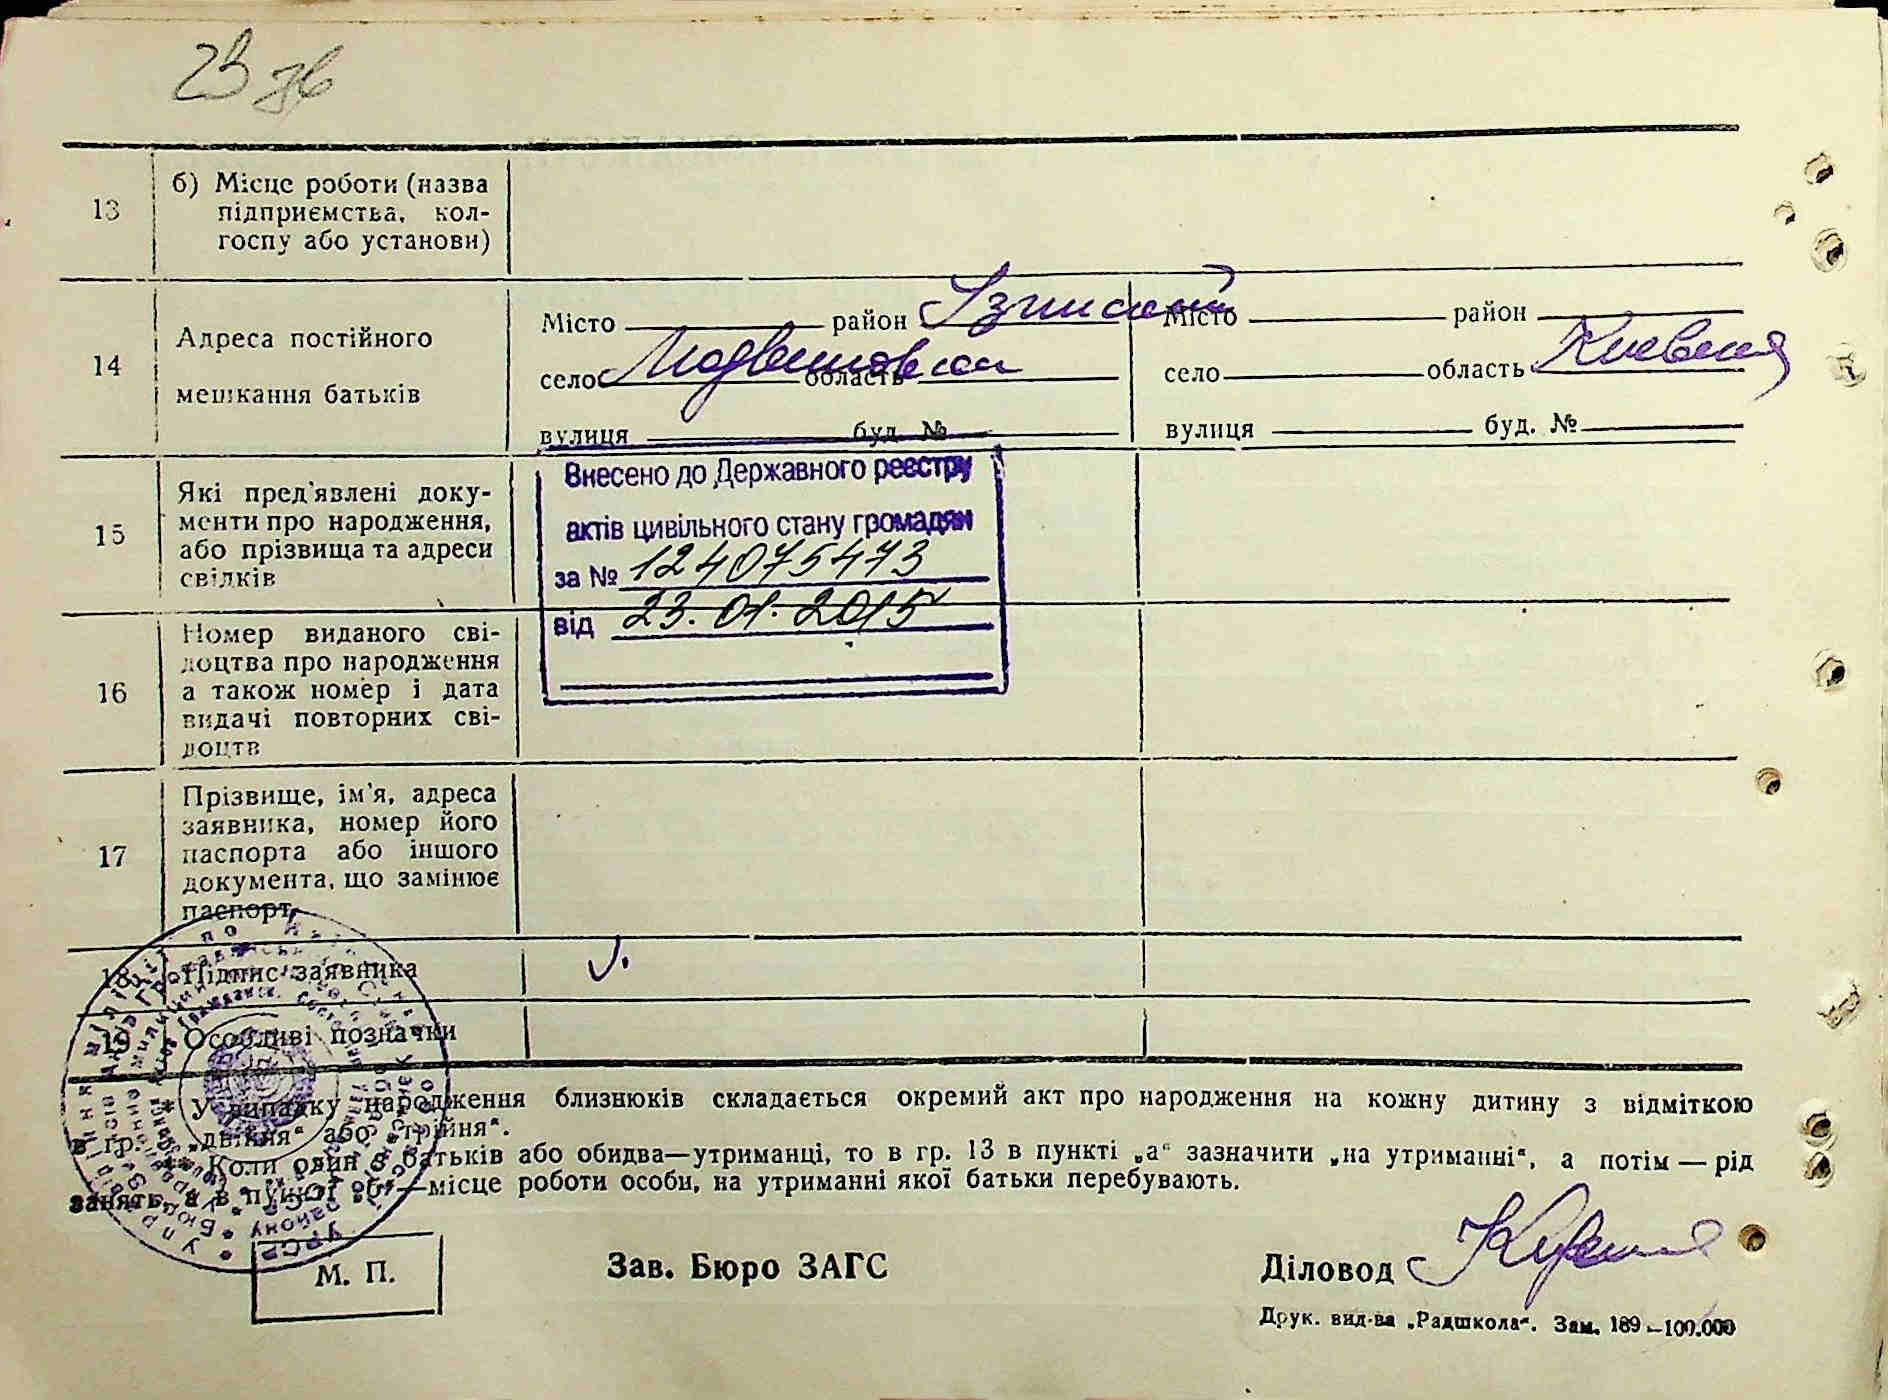 23 зв
13
б) Місце роботи (назва
підприємства, кол-
госпу або установи)
14
Адреса постійного
мешкання батьків
Місто район
село область
вулиця буд. №
Місто район
село область Киевская
вулиця буд. №
15
Які пред'явлені доку-
менти про народження,
або прізвища та адреси
свідків
Внесено до Державного реєстру
актів цивільного стану громадян
за № 124075473
від 23.01.2015
16
Номер виданого сві-
доцтва про народження
а також номер і дата
видачі повторних сві-
доцтв
17
Прізвище, ім'я, адреса
заявника, номер його
паспорта або іншого
документа, що замінює
паспорт
18
Підпис заявника
19
Особливі позначки
* У випадку народження близнюків складається окремий акт про народження на кожну дитину з відміткою
в гр. „двійня“ або „трійня“.
Коли один з батьків або обидва—утриманці, то в гр. 13 в пункті „а“ зазначити „на утриманні“, а потім — рід
занять, а в пункті „б“—місце роботи особи, на утриманні якої батьки перебувають.
М. П.
Зав. Бюро ЗАГС
Діловод
Друк. вид-ва „Радшкола“. Зам. 189—100.000